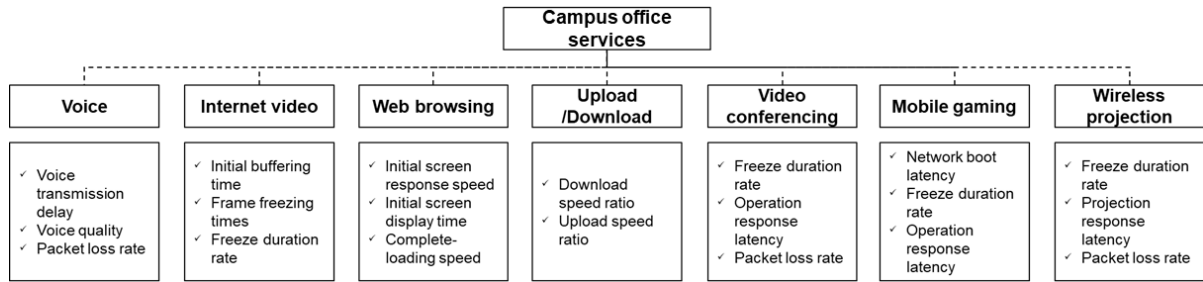 Campus office
services
Voice
Internet video
Web browsing
Upload
/Download
Video
conferencing
Mobile gaming
Wireless
projection
✓ Voice
transmission
delay
✓ Voice quality
✓ Packet loss rate
✓ Initial buffering
time
✓ Frame freezing
times
✓ Freeze duration
rate
✓ Initial screen
response speed
✓ Initial screen
display time
✓ Complete-
loading speed
✓ Download
speed ratio
✓ Upload speed
ratio
✓ Freeze duration
rate
✓ Operation
response
latency
✓ Packet loss rate
✓ Network boot
latency
✓ Freeze duration
rate
✓ Operation
response
latency
✓ Freeze duration
rate
✓ Projection
response
latency
✓ Packet loss rate